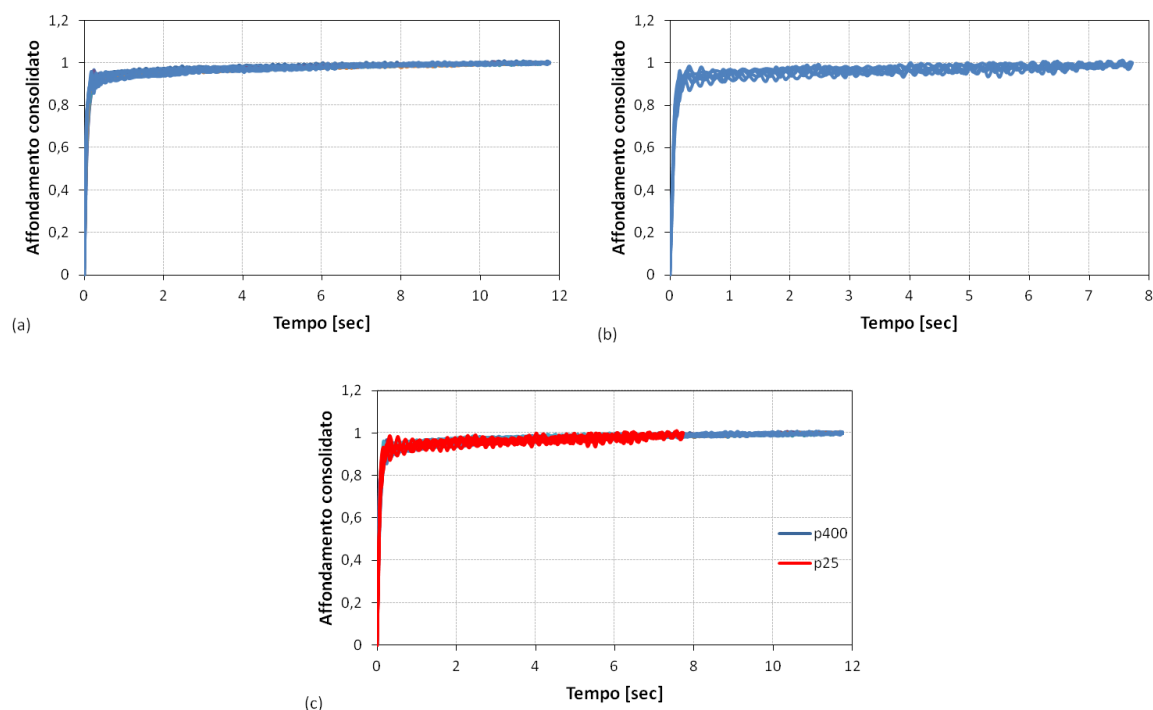 (a)
Affondamento consolidato
1,2
1
0,8
0,6
0,4
0,2
0
0 2 4 6 8 10 12
Tempo [sec]
(b)
Affondamento consolidato
1,2
1
0,8
0,6
0,4
0,2
0
0 1 2 3 4 5 6 7 8
Tempo [sec]
(c)
Affondamento consolidato
1,2
1
0,8
0,6
0,4
0,2
0
p400
p25
0 2 4 6 8 10 12
Tempo [sec]